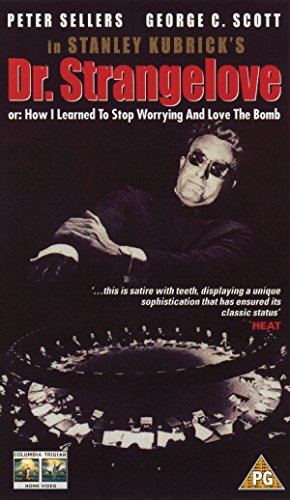 PETER SELLERS GEORGE C. SCOTT
in STANLEY KUBRICK'S
Dr. Strangelove
or: How I Learned To Stop Worrying And Love The Bomb
‘...this is satire with teeth, displaying a unique
sophistication that has ensured its
classic status’
HEAT
COLUMBIA TRISTAR
HOME VIDEO
PG